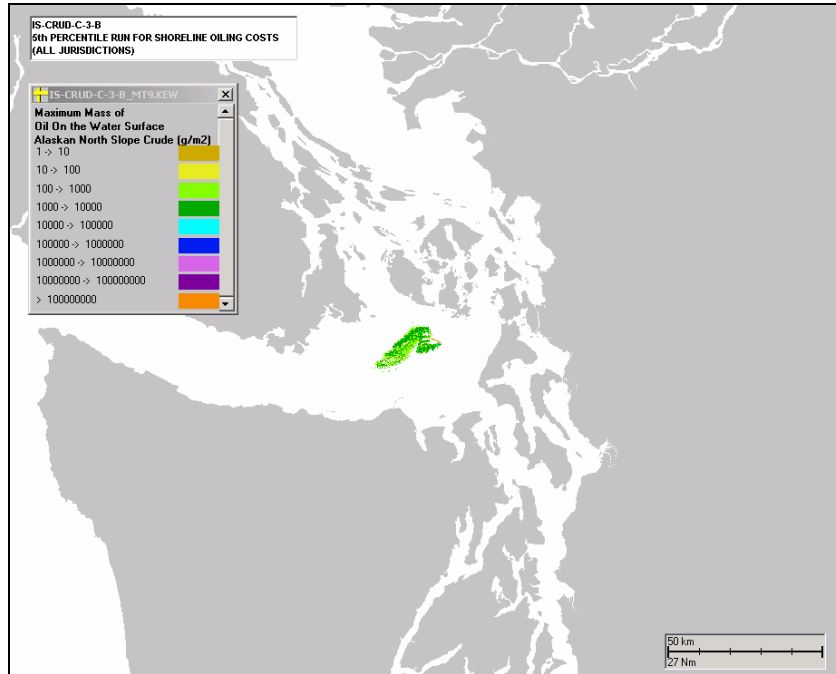 IS-CRUD-C-3-B
5th PERCENTILE RUN FOR SHORELINE OILING COSTS
(ALL JURISDICTIONS)
IS-CRUD-C-3-B_MT9.KEW
Maximum Mass of
Oil On the Water Surface
Alaskan North Slope Crude (g/m2)
1 -> 10
10 -> 100
100 -> 1000
1000 -> 10000
10000 -> 100000
100000 -> 1000000
1000000 -> 10000000
10000000 -> 100000000
> 100000000
50 km
27 Nm